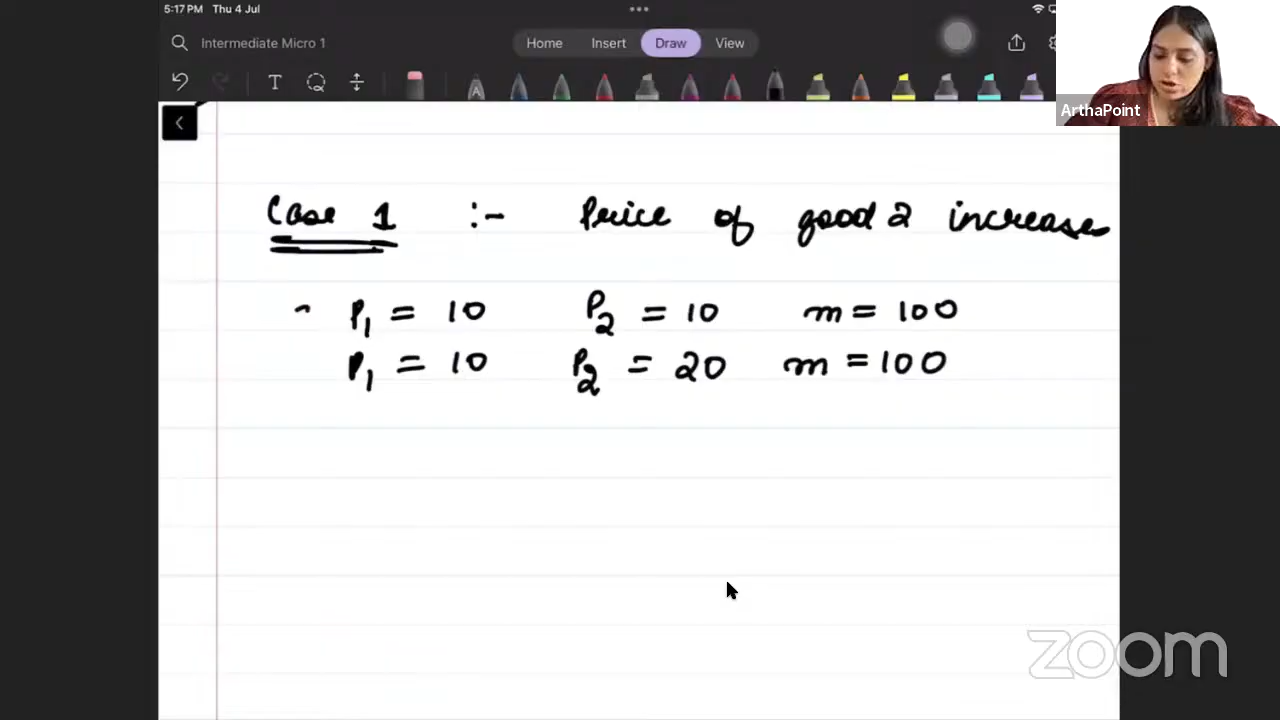 5:17 PM Thu 4 Jul
Intermediate Micro 1
Home Insert Draw View
ArthaPoint
Case 1 :- Price of good 2 increases
P₁ = 10 P₂ = 10 m = 100
P₁ = 10 P₂ = 20 m = 100
zoom